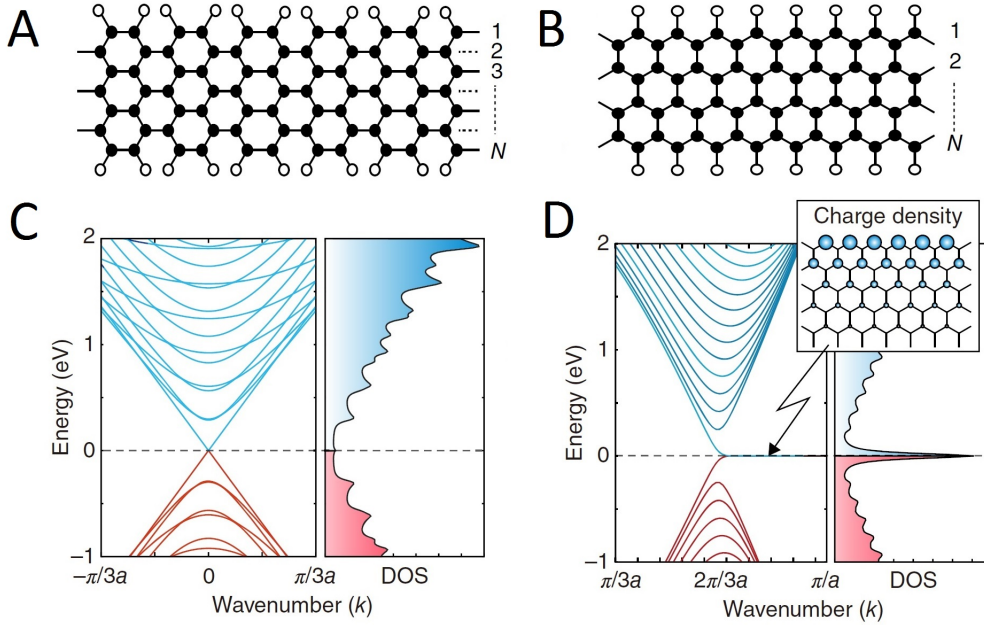 A
1
2
3
N
B
1
2
N
C
2
1
0
−1
Energy (eV)
−π/3a
0
π/3a
DOS
Wavenumber (k)
D
Charge density
2
1
0
−1
Energy (eV)
π/3a
2π/3a
π/a
DOS
Wavenumber (k)